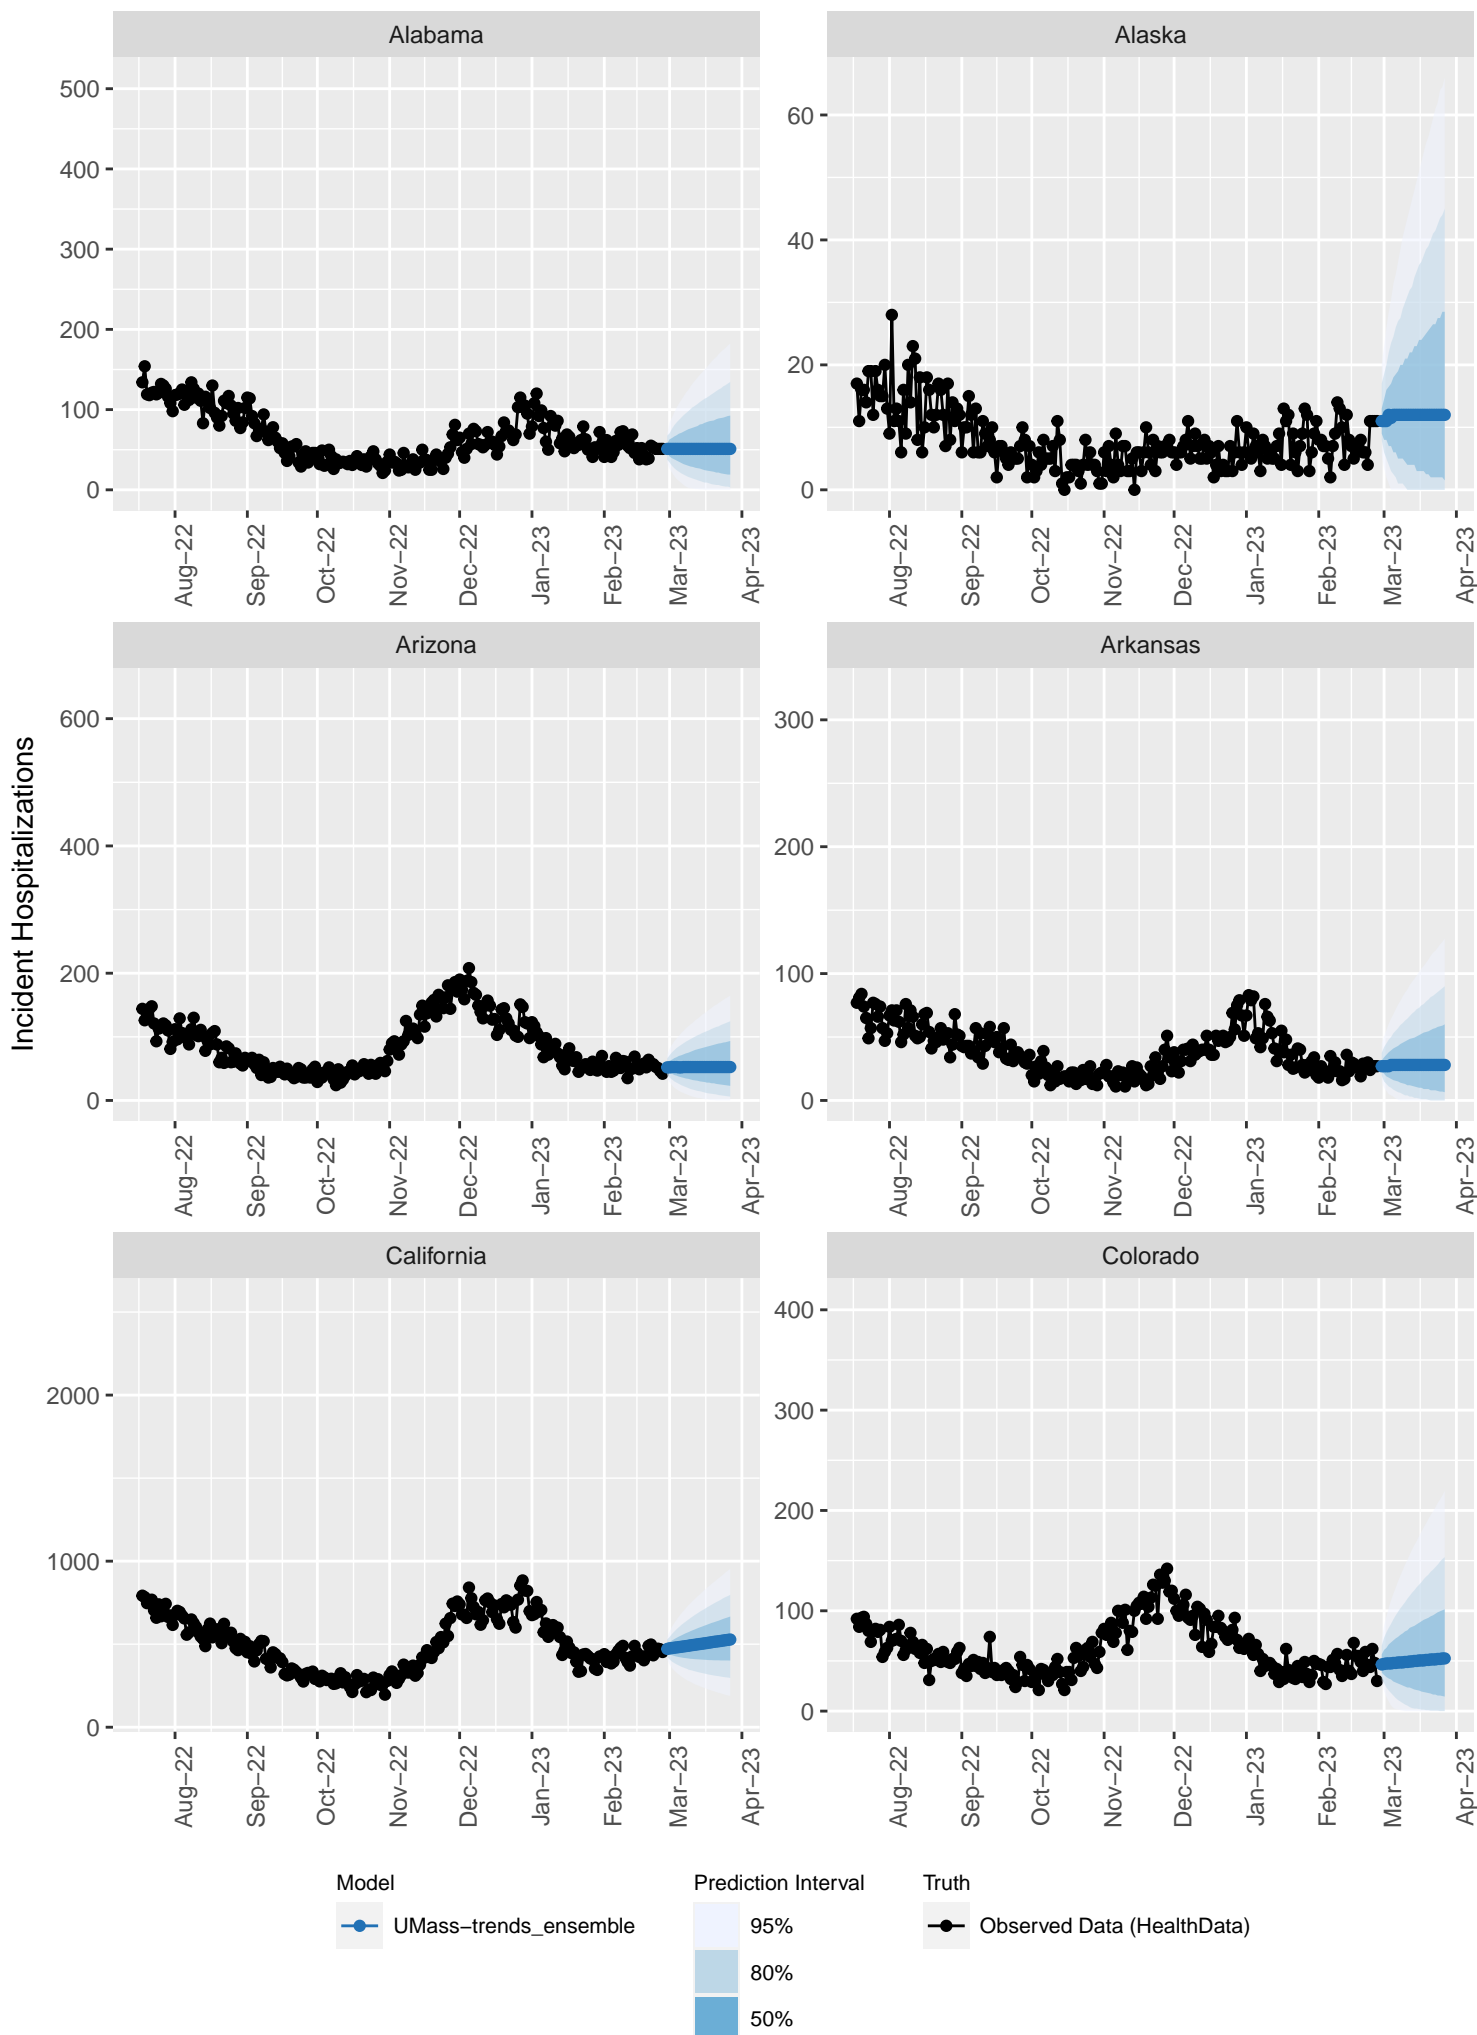 Alabama
Alaska
500
400
300
200
100
0
60
40
20
0
Aug−22
Sep−22
Oct−22
Nov−22
Dec−22
Jan−23
Feb−23
Mar−23
Apr−23
Aug−22
Sep−22
Oct−22
Nov−22
Dec−22
Jan−23
Feb−23
Mar−23
Apr−23
Incident Hospitalizations
Arizona
Arkansas
600
400
200
0
300
200
100
0
Aug−22
Sep−22
Oct−22
Nov−22
Dec−22
Jan−23
Feb−23
Mar−23
Apr−23
Aug−22
Sep−22
Oct−22
Nov−22
Dec−22
Jan−23
Feb−23
Mar−23
Apr−23
California
Colorado
2000
1000
0
400
300
200
100
0
Aug−22
Sep−22
Oct−22
Nov−22
Dec−22
Jan−23
Feb−23
Mar−23
Apr−23
Aug−22
Sep−22
Oct−22
Nov−22
Dec−22
Jan−23
Feb−23
Mar−23
Apr−23
Model
UMass−trends_ensemble
Prediction Interval
95%
80%
50%
Truth
Observed Data (HealthData)